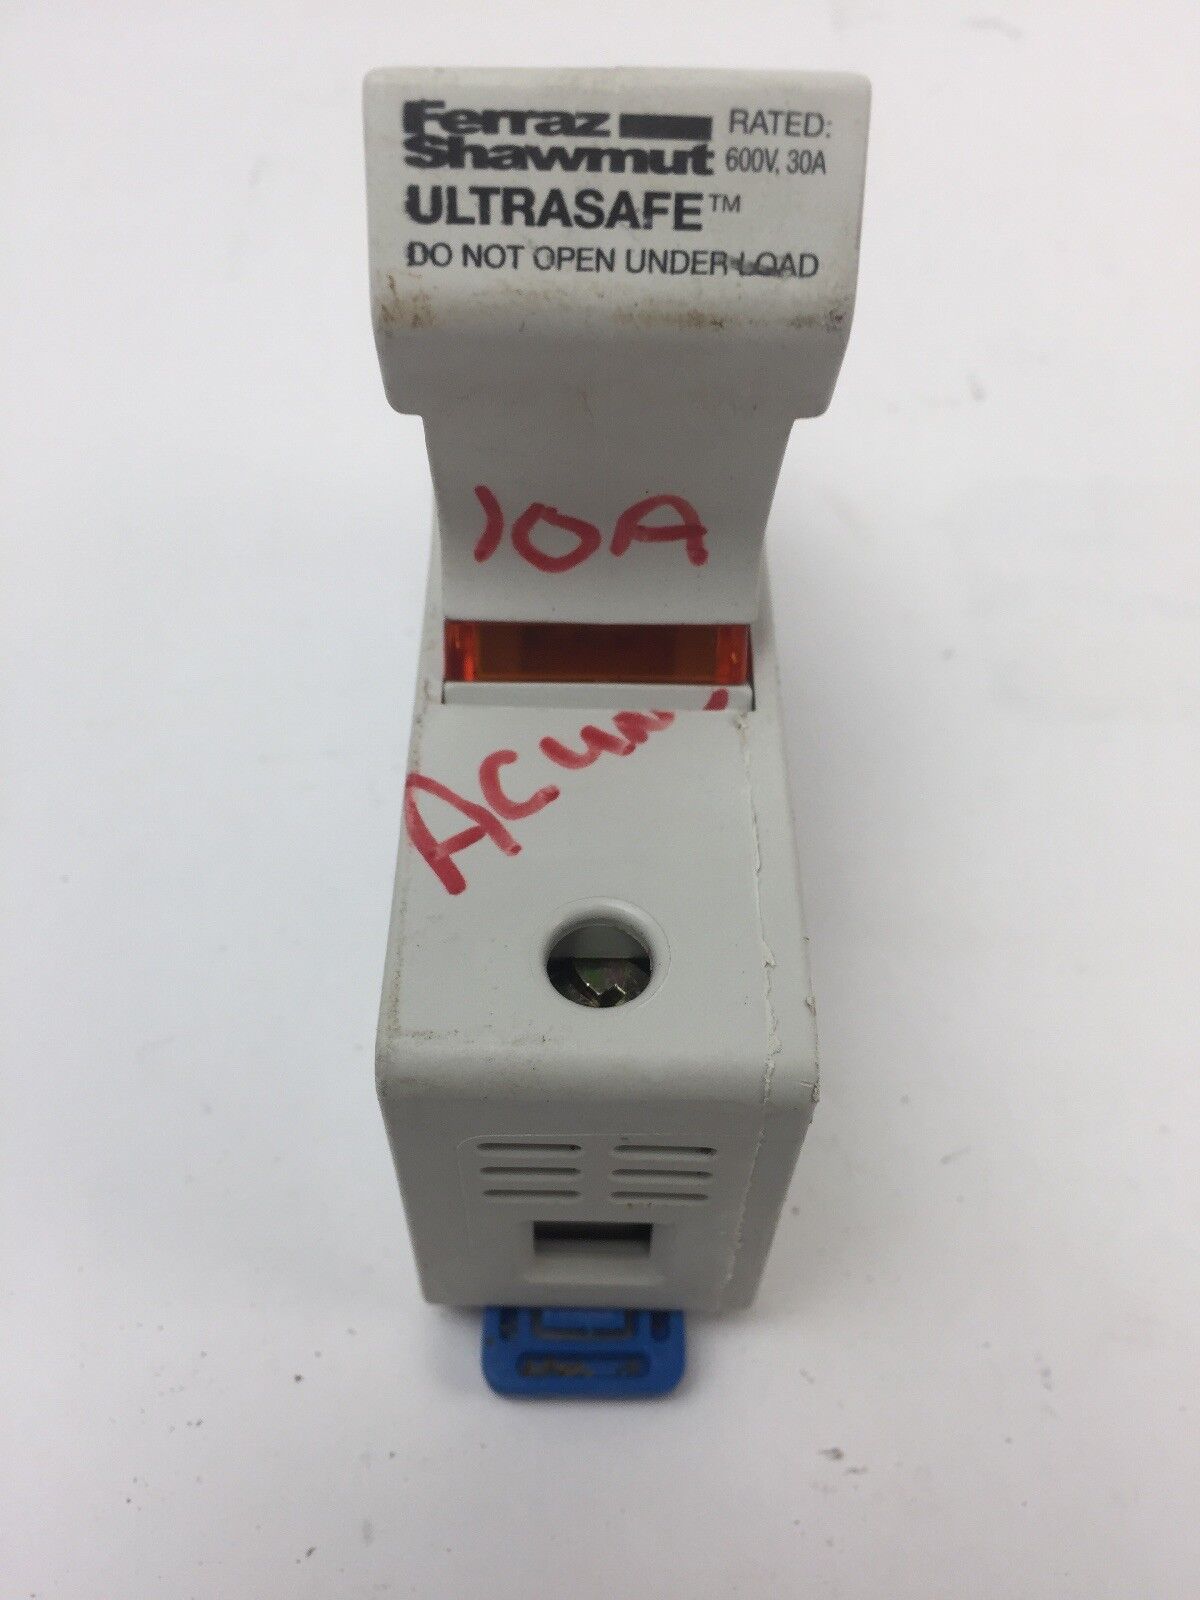 Ferraz
Shawmut
RATED:
600V, 30A
ULTRASAFE™
DO NOT OPEN UNDER LOAD
10A